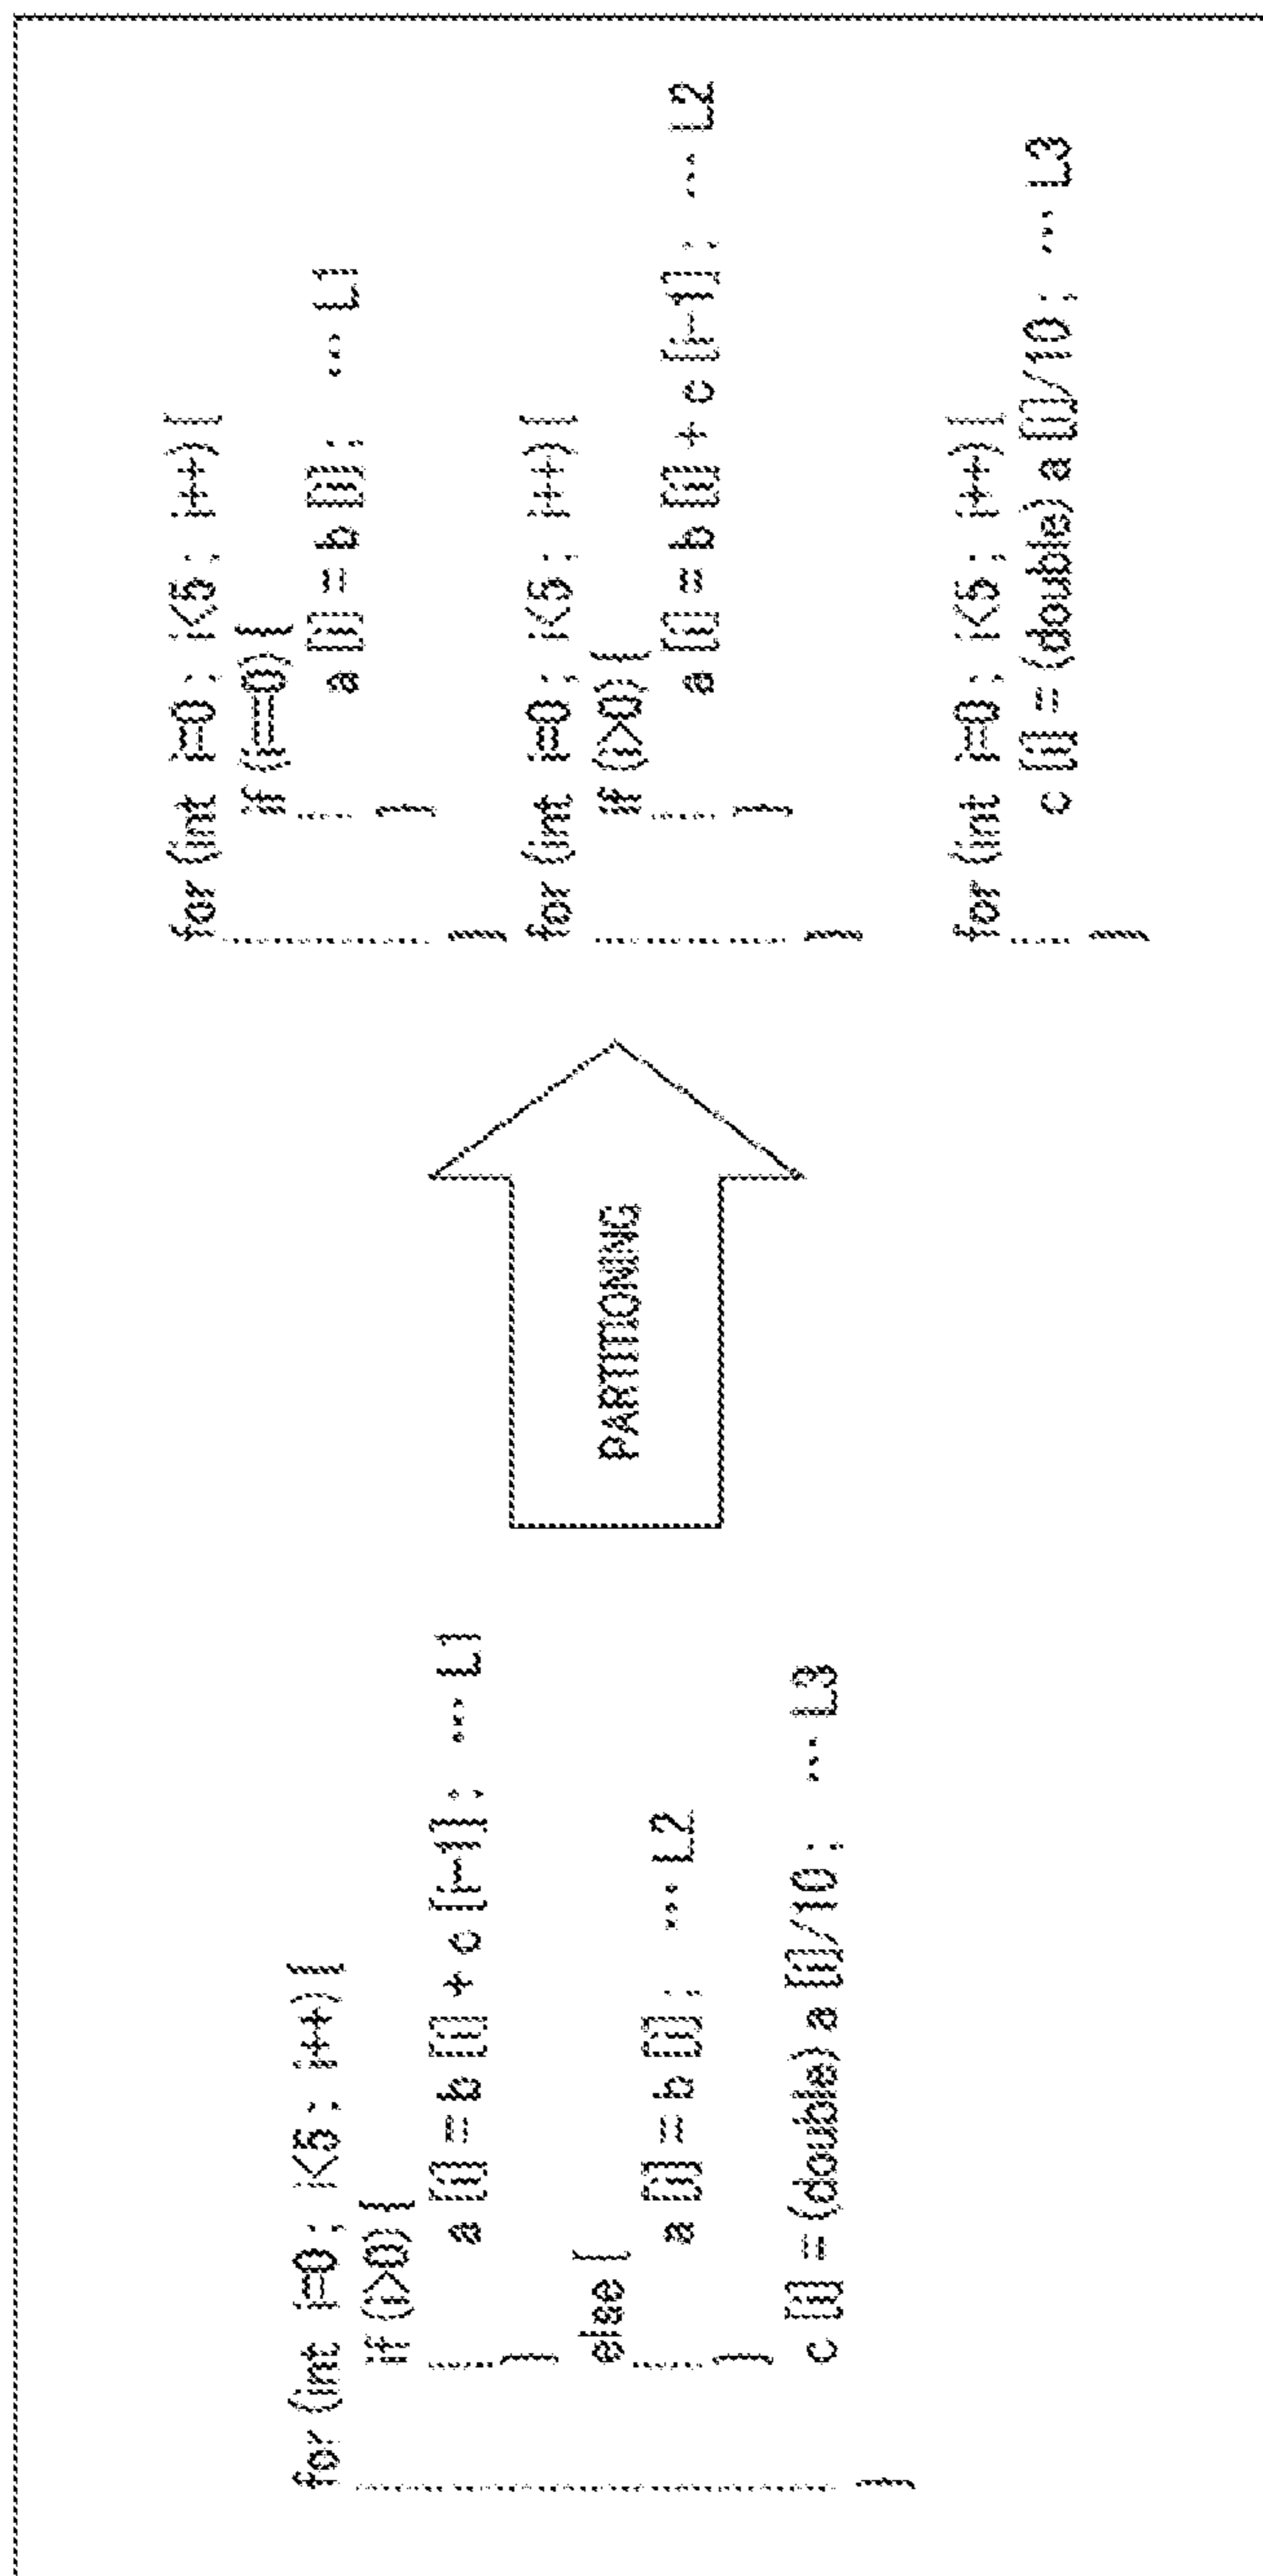 for (int i=0 ; i<5 ; i++) {
if (i>0) {
a [i] = b [i] + c [i-1] ; ... L1
}
else {
a [i] = b [i] ; ... L2
}
c [i] = (double) a [i]/10 ; ... L3
}
PARTITIONING
for (int i=0 ; i<5 ; i++) {
if (i==0) {
a [i] = b [i] ; ... L1
}
}
for (int i=0 ; i<5 ; i++) {
if (i>0) {
a [i] = b [i] + c [i-1] ; ... L2
}
}
for (int i=0 ; i<5 ; i++) {
c [i] = (double) a [i]/10 ; ... L3
}